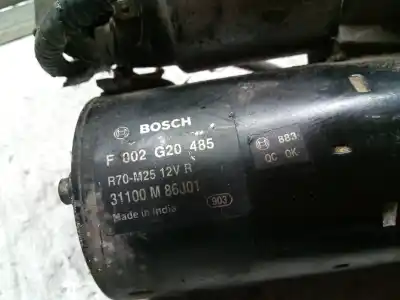 BOSCH
F 002 G20 485
R70-M25 12V R
31100 M 86J01
Made in India
903
883
QC OK